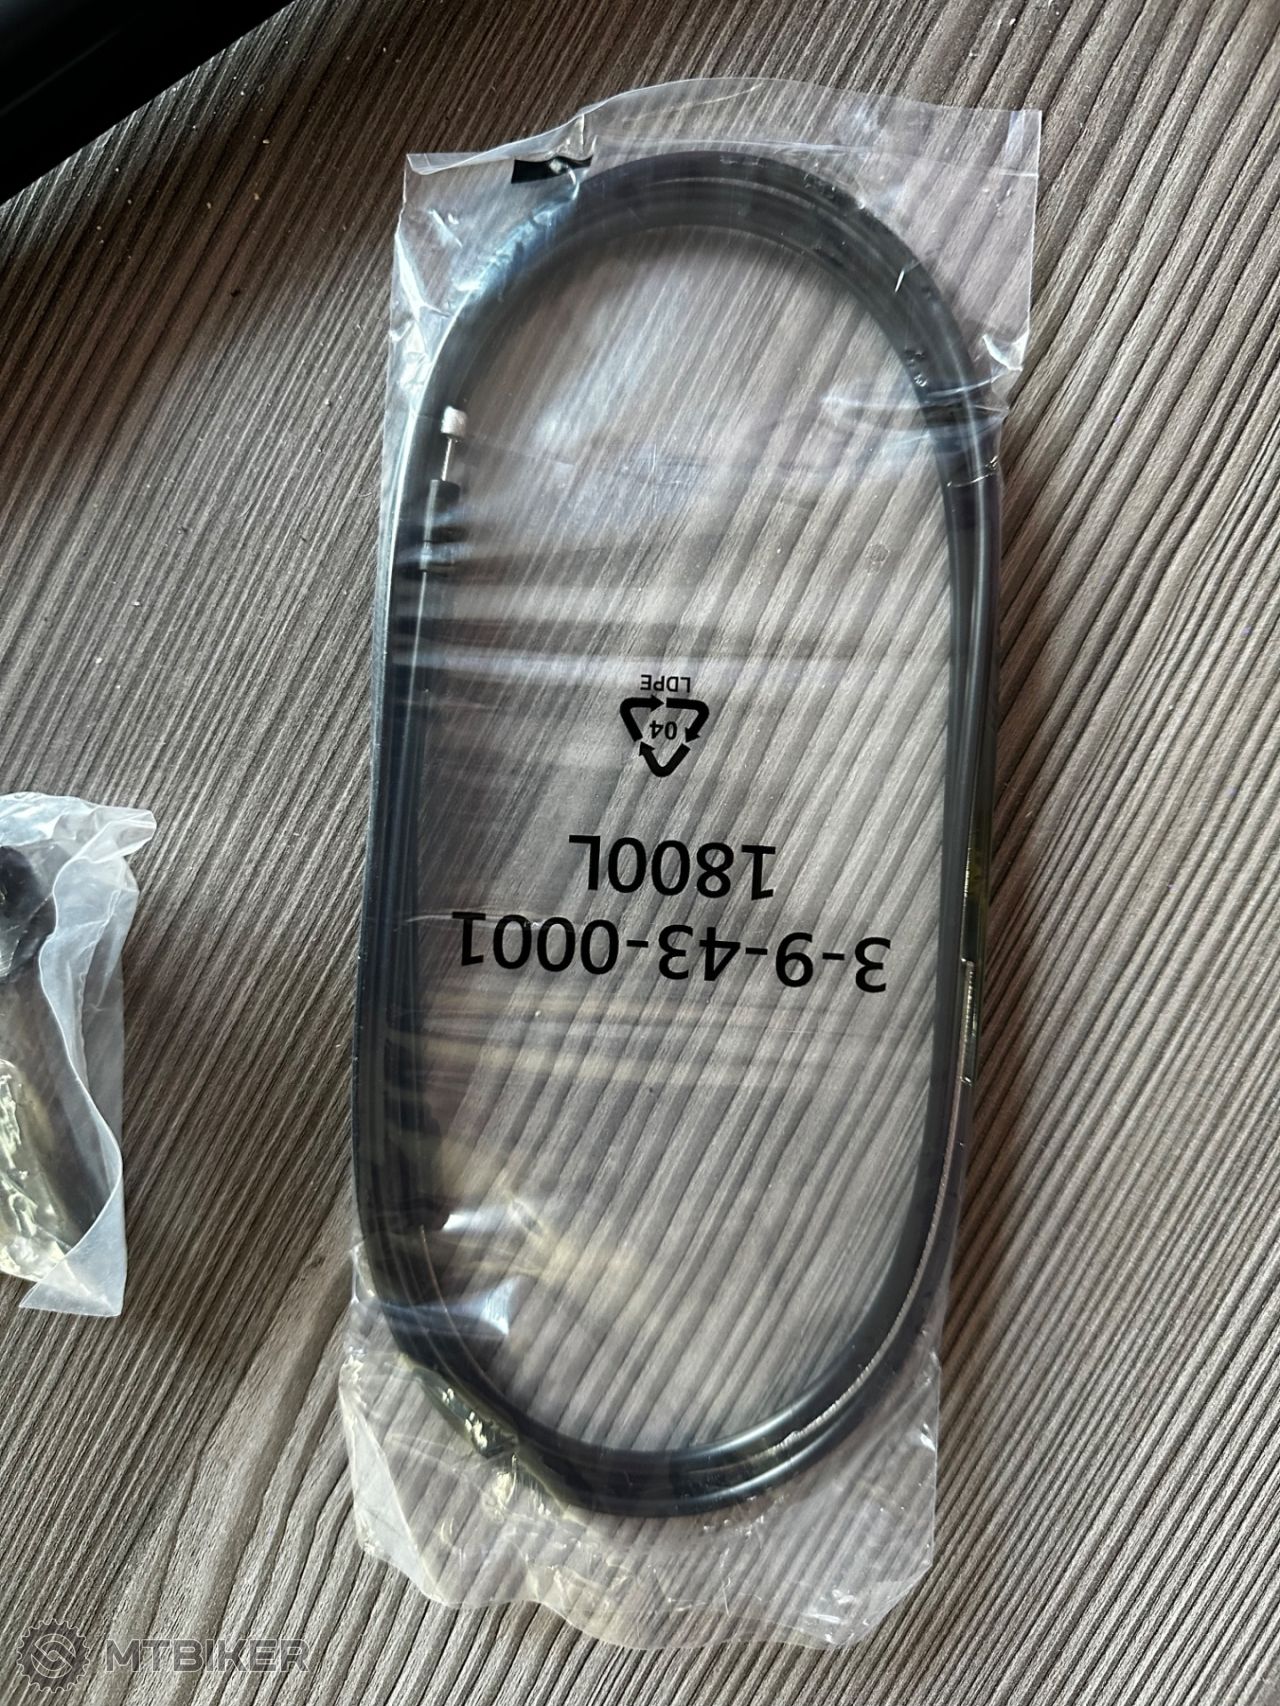 3-9-43-0001
1800L
04
LDPE
MTBIKER